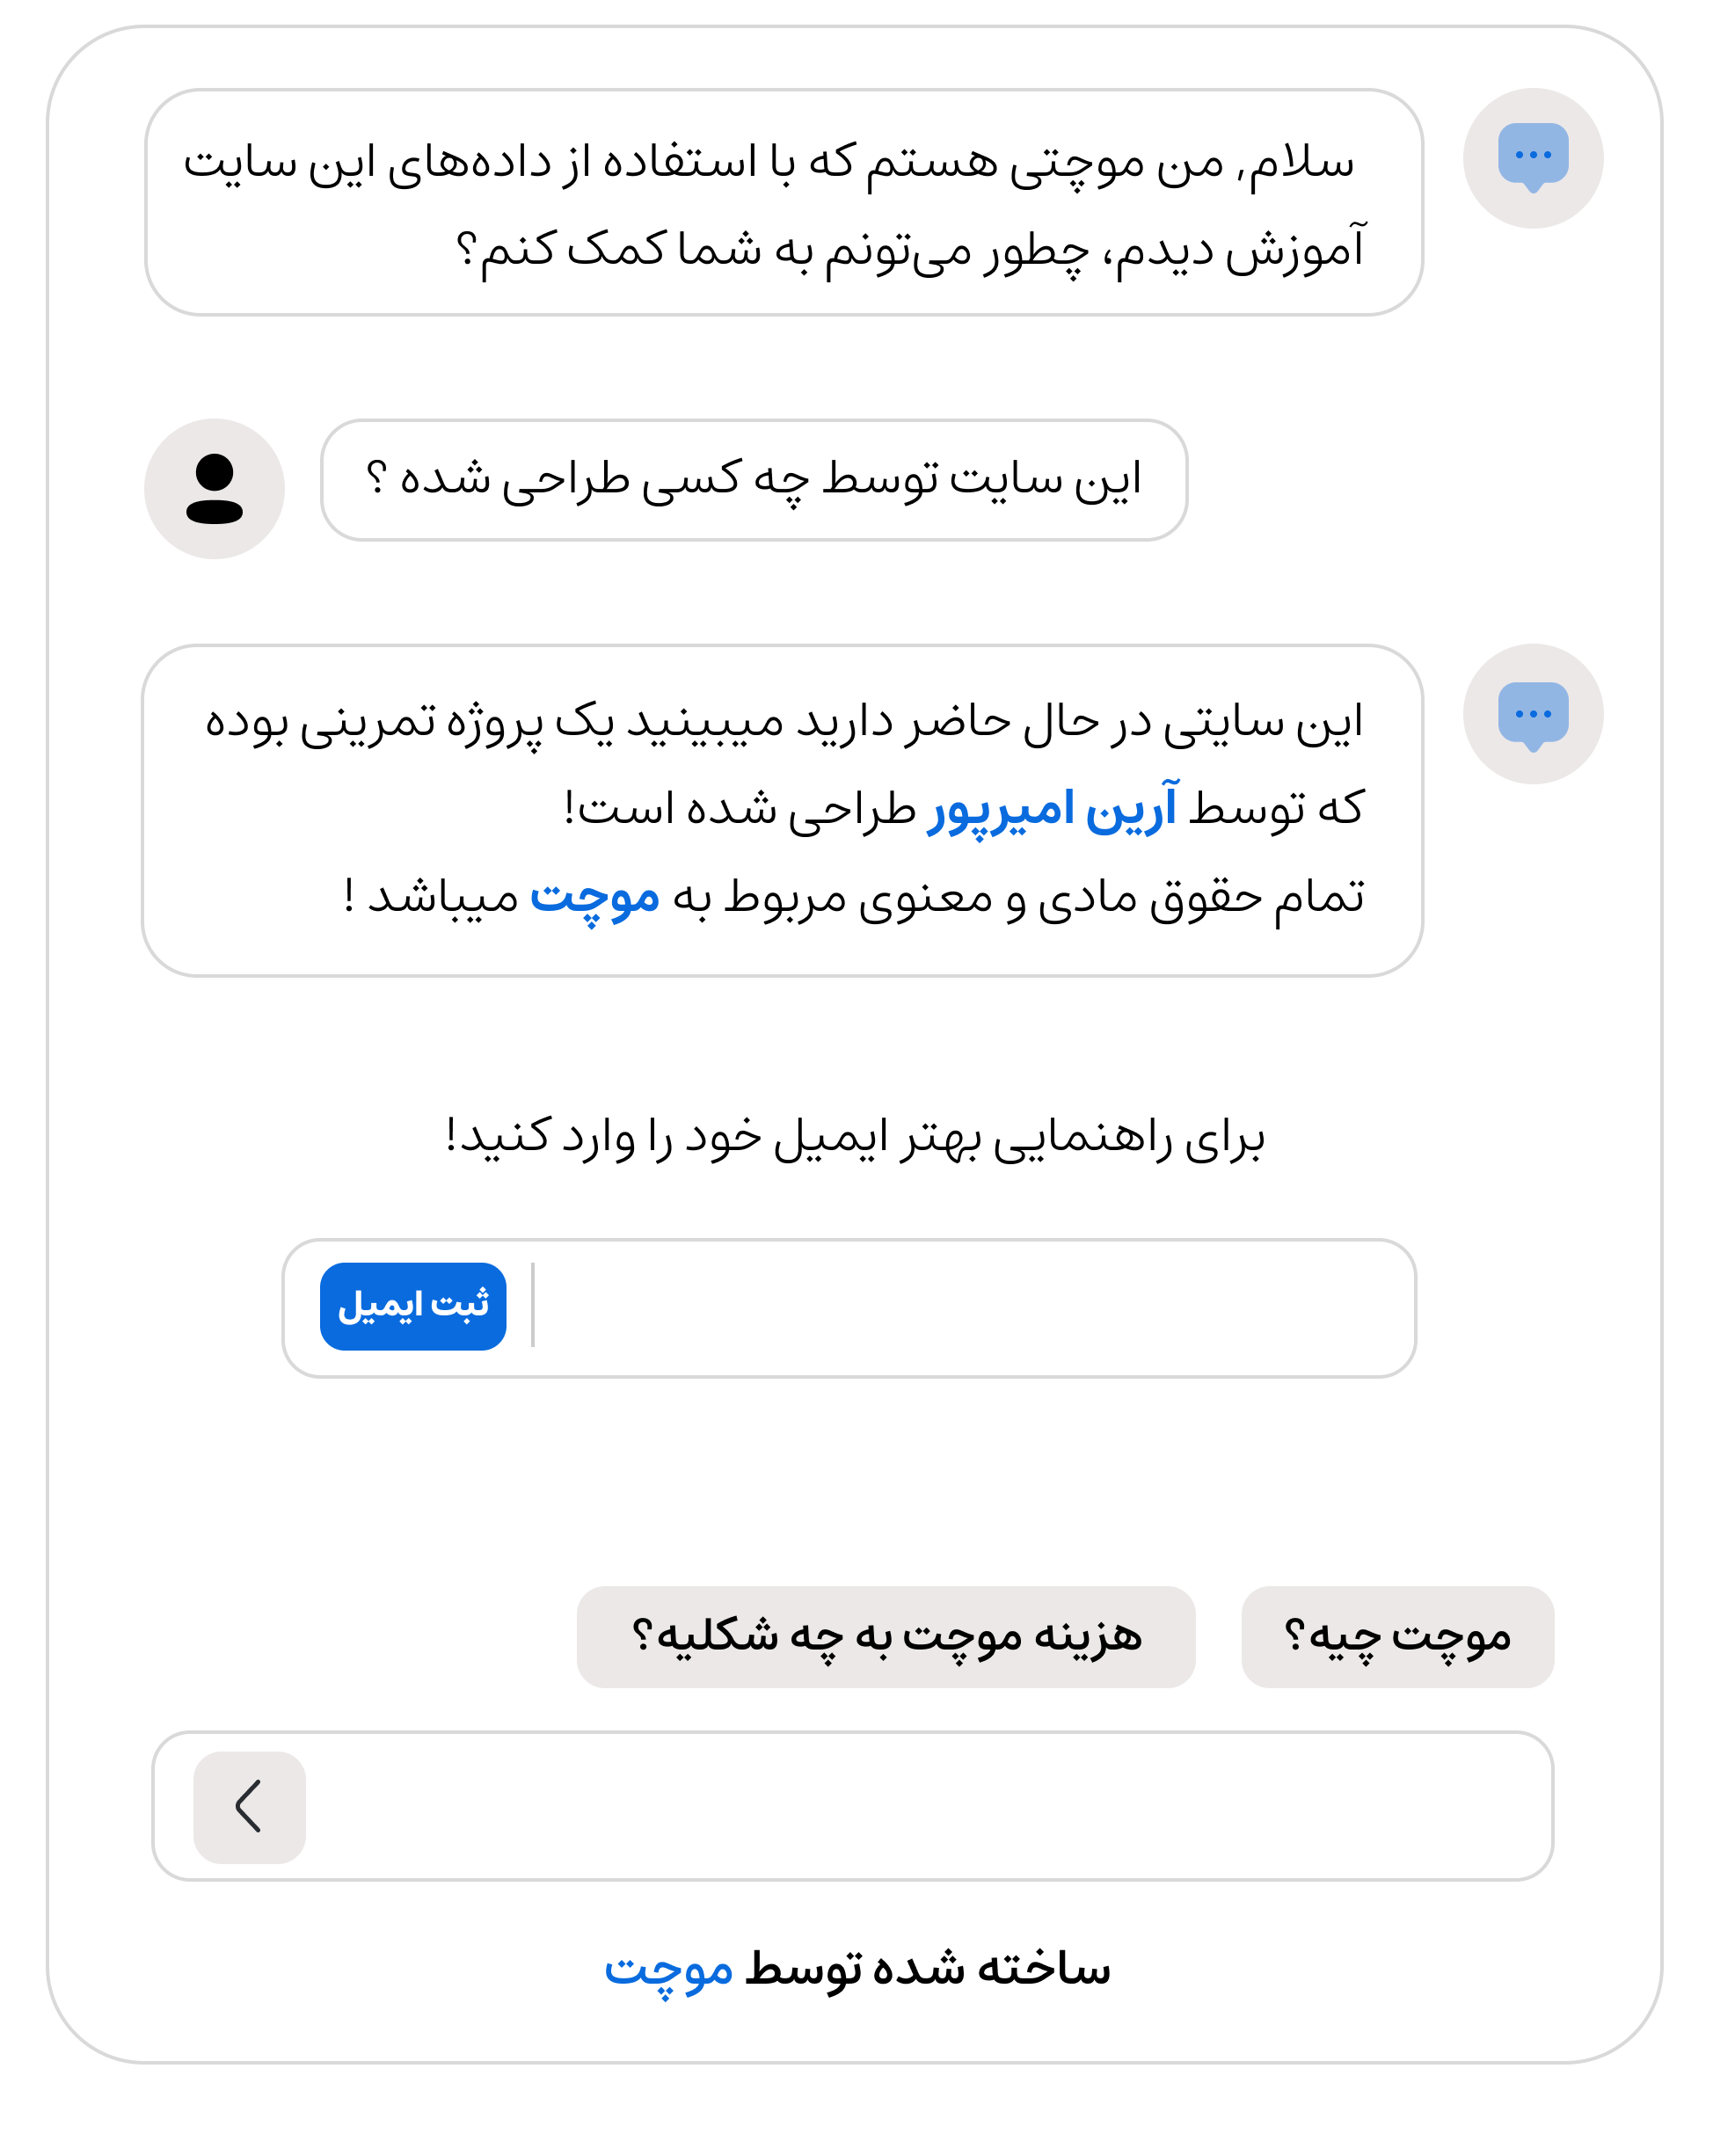 سلام, من موچتی هستم که با استفاده از داده‌های این سایت
آموزش دیدم، چطور می‌تونم به شما کمک کنم؟
این سایت توسط چه کسی طراحی شده ؟
این سایتی در حال حاضر دارید میبینید یک پروژه تمرینی بوده
که توسط آرین امیرپور طراحی شده است!
تمام حقوق مادی و معنوی مربوط به موچت میباشد !
برای راهنمایی بهتر ایمیل خود را وارد کنید!
ثبت ایمیل
موچت چیه؟
هزینه موچت به چه شکلیه؟
ساخته شده توسط موچت